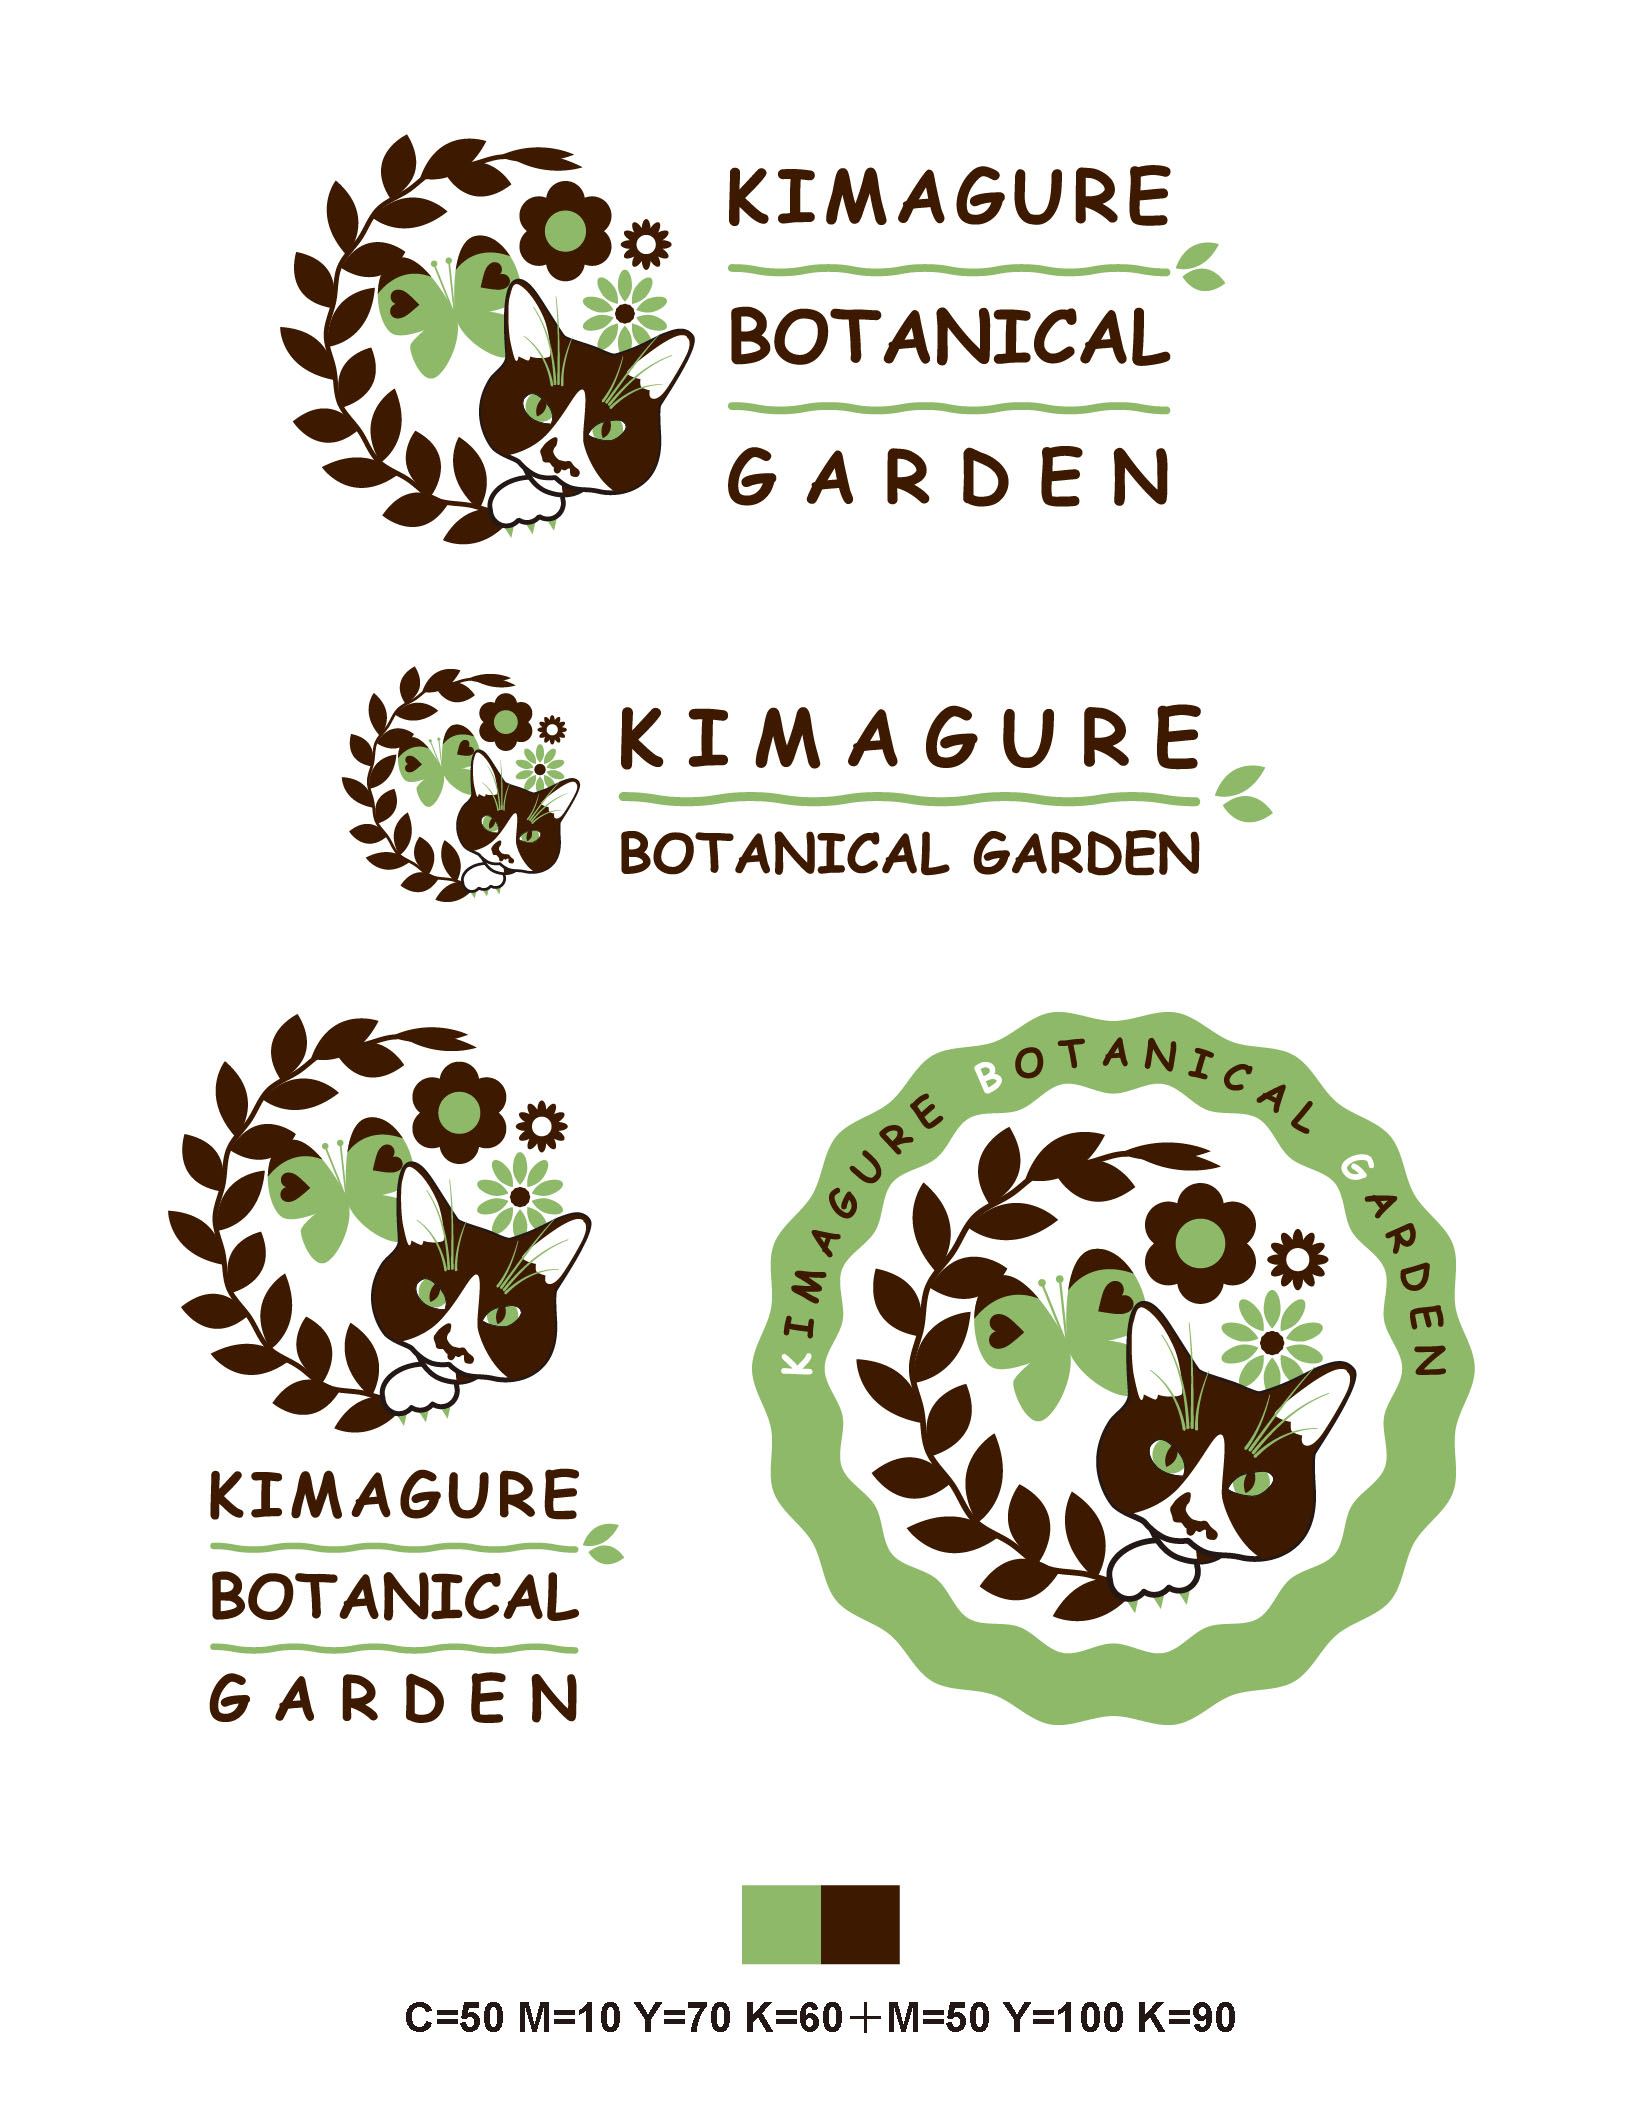 KIMAGURE
BOTANICAL
GARDEN
KIMAGURE
BOTANICAL GARDEN
KIMAGURE
BOTANICAL
GARDEN
KIMAGURE BOTANICAL GARDEN
C=50 M=10 Y=70 K=60＋M=50 Y=100 K=90